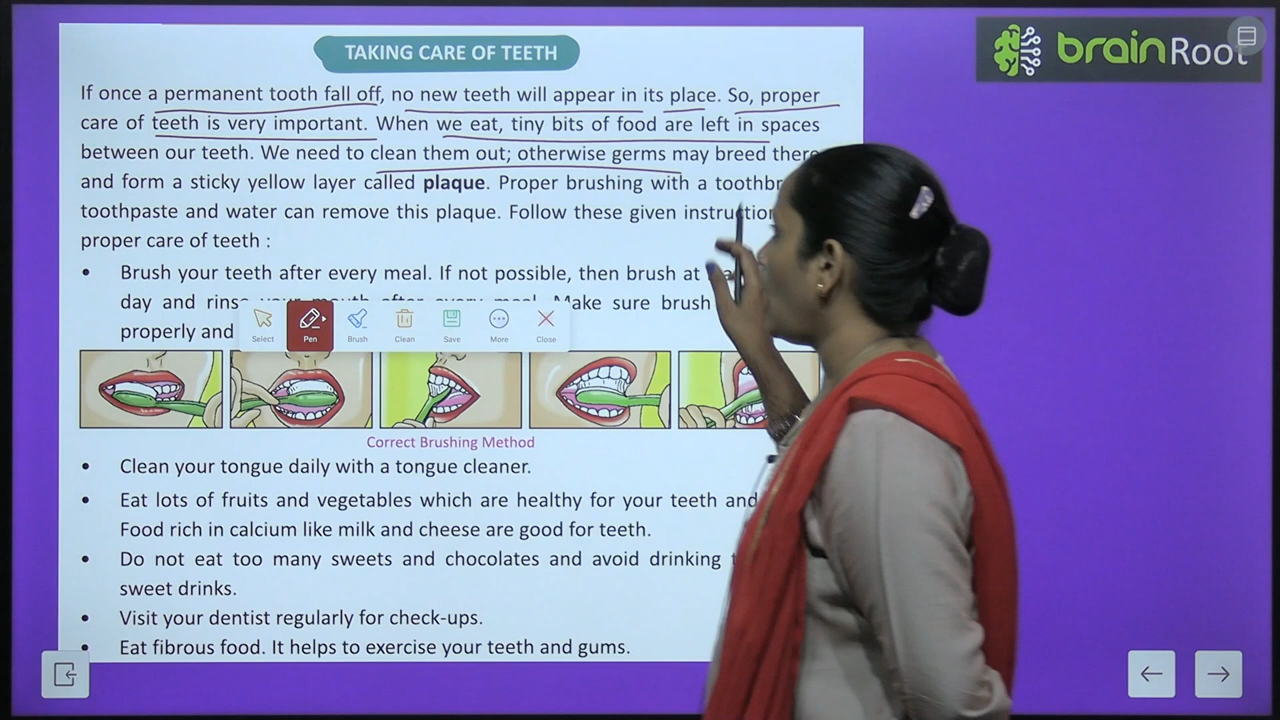 TAKING CARE OF TEETH
brainRoot
If once a permanent tooth fall off, no new teeth will appear in its place. So, proper
care of teeth is very important. When we eat, tiny bits of food are left in spaces
between our teeth. We need to clean them out; otherwise germs may breed there
and form a sticky yellow layer called plaque. Proper brushing with a
toothpaste and water can remove this plaque. Follow these given
proper care of teeth :
• Brush your teeth after every meal. If not possible, then brush at
day and rinse your mouth after every meal. Make sure brush
properly and
Select Pen Brush Clean Save More Close
Correct Brushing Method
• Clean your tongue daily with a tongue cleaner.
• Eat lots of fruits and vegetables which are healthy for your teeth and
Food rich in calcium like milk and cheese are good for teeth.
• Do not eat too many sweets and chocolates and avoid drinking
sweet drinks.
• Visit your dentist regularly for check-ups.
• Eat fibrous food. It helps to exercise your teeth and gums.